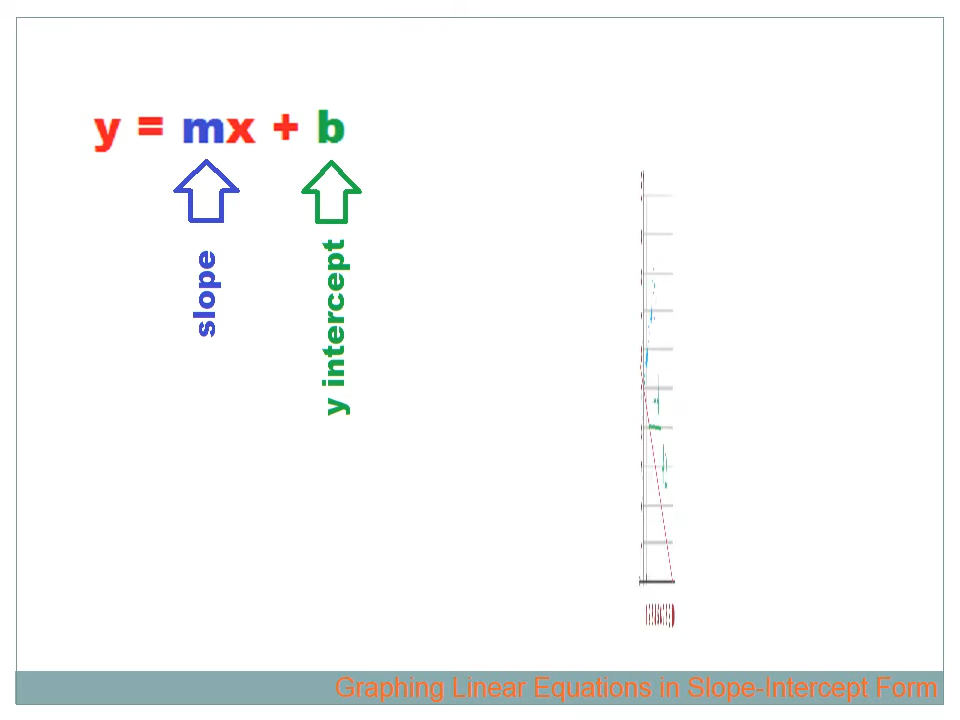 y = mx + b
slope
y intercept
Graphing Linear Equations in Slope-Intercept Form